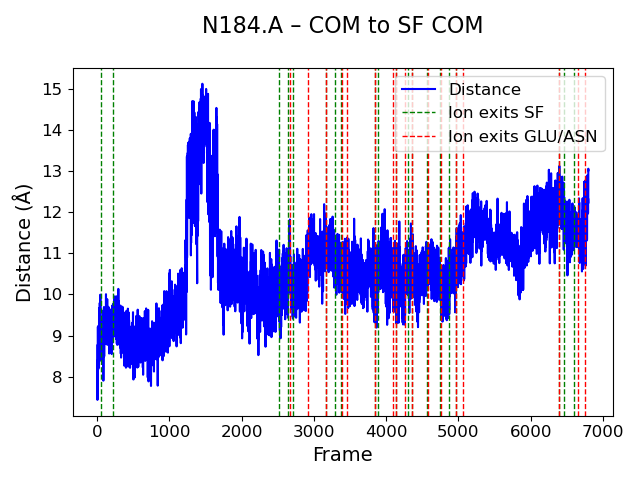 N184.A – COM to SF COM
Distance (Å)
15
14
13
12
11
10
9
8
Distance
Ion exits SF
Ion exits GLU/ASN
0 1000 2000 3000 4000 5000 6000 7000
Frame